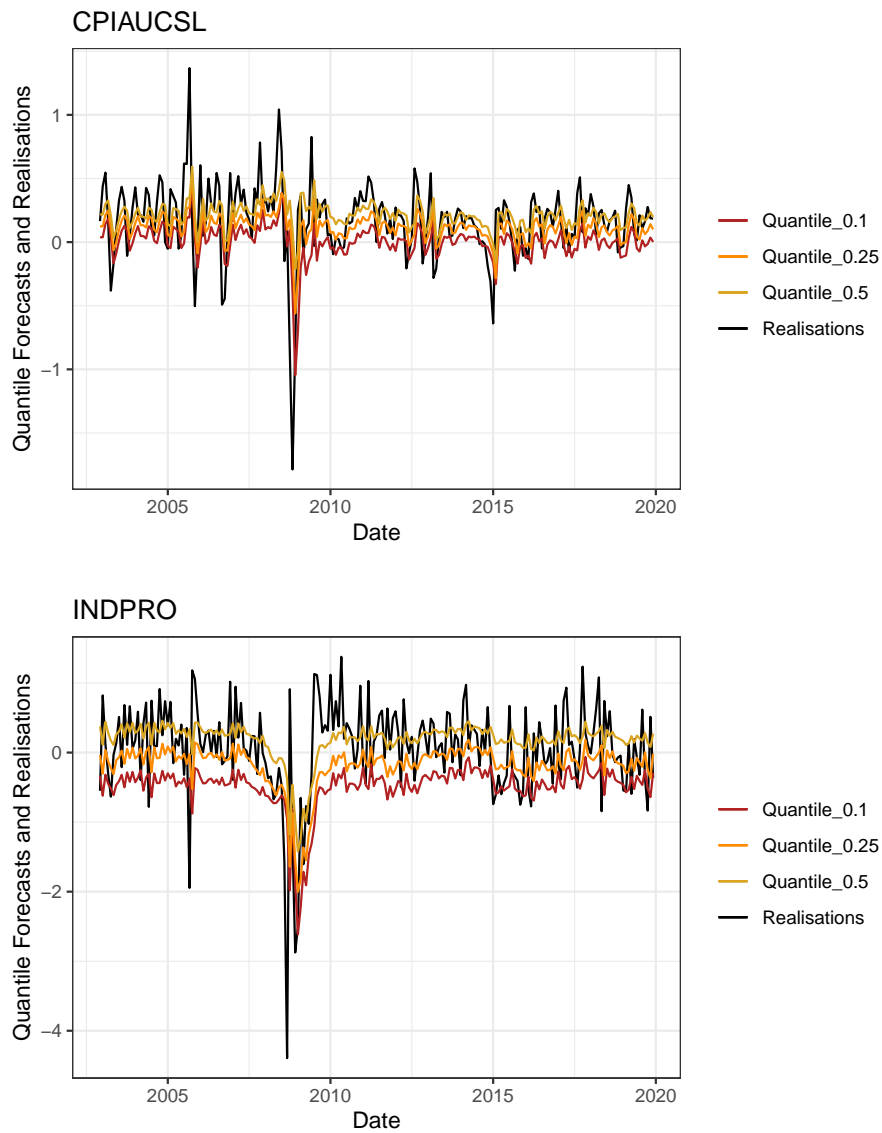 CPIAUCSL
Quantile Forecasts and Realisations
1
0
−1
2005
2010
2015
2020
Date
Quantile_0.1
Quantile_0.25
Quantile_0.5
Realisations
INDPRO
Quantile Forecasts and Realisations
0
−2
−4
2005
2010
2015
2020
Date
Quantile_0.1
Quantile_0.25
Quantile_0.5
Realisations